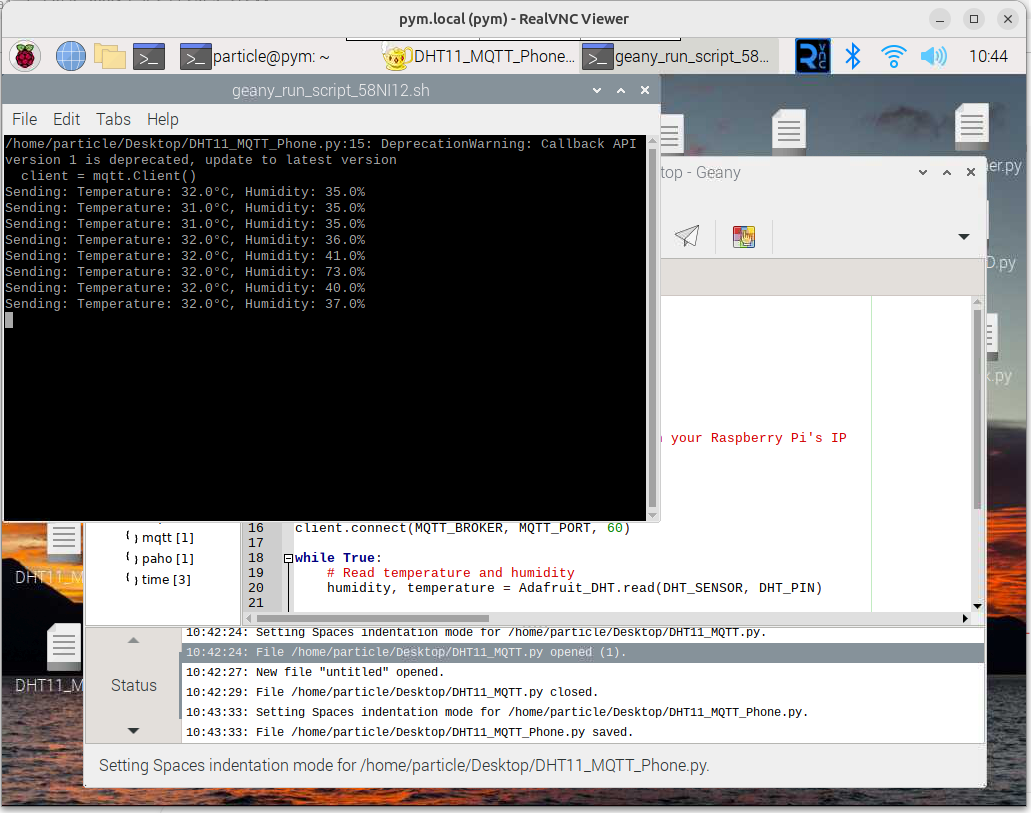 pym.local (pym) - RealVNC Viewer
particle@pym: ~
DHT11_MQTT_Phone...
geany_run_script_58...
10:44
geany_run_script_58NI12.sh
File Edit Tabs Help
/home/particle/Desktop/DHT11_MQTT_Phone.py:15: DeprecationWarning: Callback API
version 1 is deprecated, update to latest version
client = mqtt.Client()
Sending: Temperature: 32.0°C, Humidity: 35.0%
Sending: Temperature: 31.0°C, Humidity: 35.0%
Sending: Temperature: 31.0°C, Humidity: 35.0%
Sending: Temperature: 32.0°C, Humidity: 36.0%
Sending: Temperature: 32.0°C, Humidity: 41.0%
Sending: Temperature: 32.0°C, Humidity: 73.0%
Sending: Temperature: 32.0°C, Humidity: 40.0%
Sending: Temperature: 32.0°C, Humidity: 37.0%
top - Geany
er.py
D.py
x.py
your Raspberry Pi's IP
mqtt [1]
paho [1]
time [3]
16 client.connect(MQTT_BROKER, MQTT_PORT, 60)
17
18 while True:
19 # Read temperature and humidity
20 humidity, temperature = Adafruit_DHT.read(DHT_SENSOR, DHT_PIN)
21
DHT11_M
DHT11_M
Status
10:42:24: Setting Spaces indentation mode for /home/particle/Desktop/DHT11_MQTT.py.
10:42:24: File /home/particle/Desktop/DHT11_MQTT.py opened (1).
10:42:27: New file "untitled" opened.
10:42:29: File /home/particle/Desktop/DHT11_MQTT.py closed.
10:43:33: Setting Spaces indentation mode for /home/particle/Desktop/DHT11_MQTT_Phone.py.
10:43:33: File /home/particle/Desktop/DHT11_MQTT_Phone.py saved.
Setting Spaces indentation mode for /home/particle/Desktop/DHT11_MQTT_Phone.py.